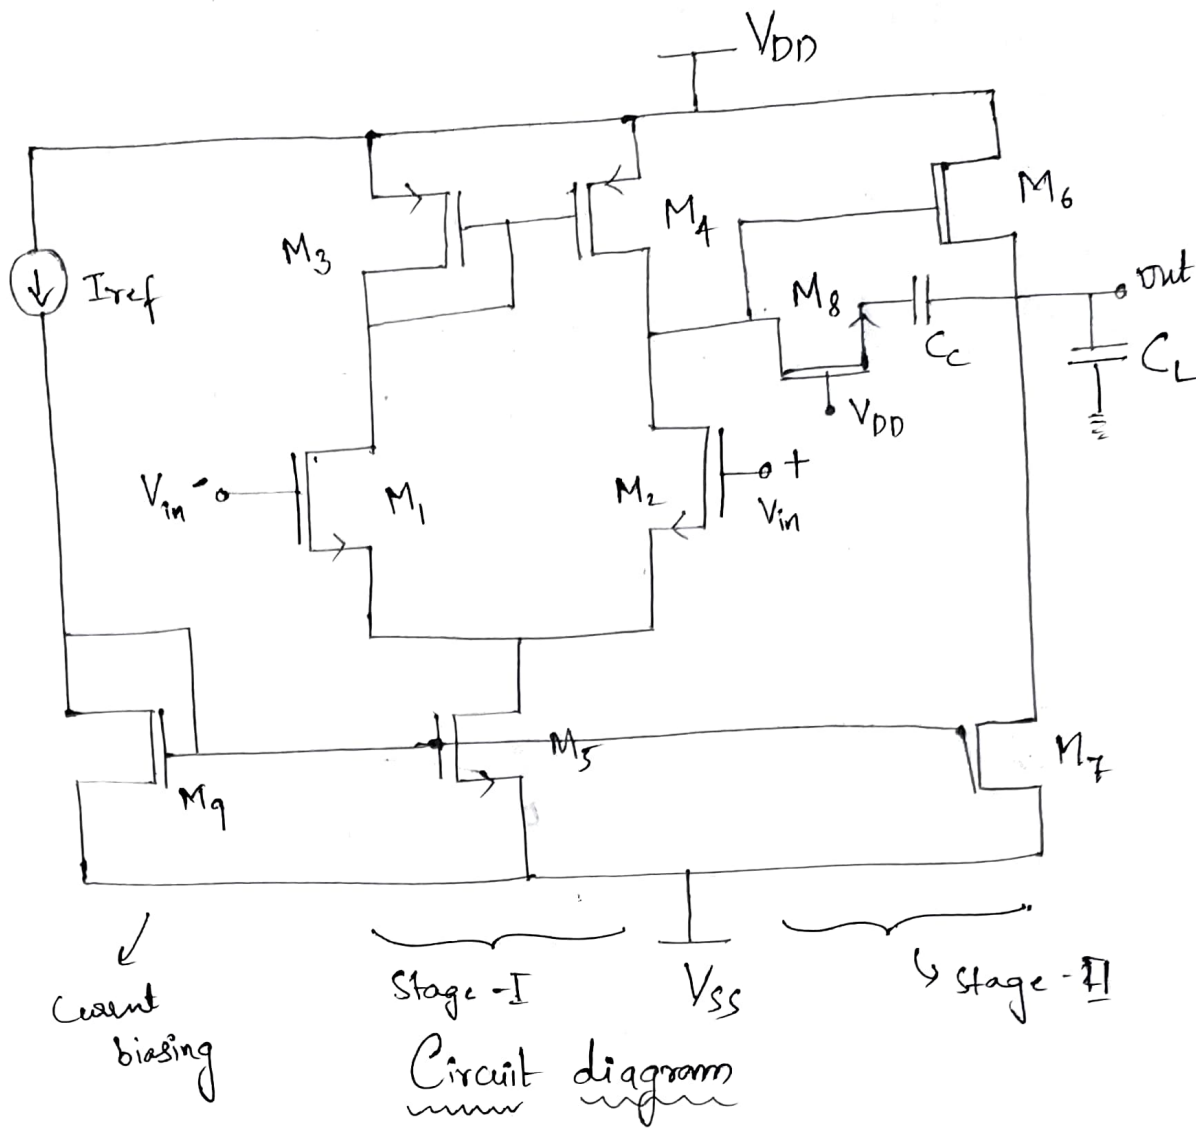 VDD
M3
M4
M6
Iref
M8
out
CC
CL
VDD
Vin-
M1
M2
+
Vin
M5
M7
M9
Stage-I
VSS
Stage-II
Current
biasing
Circuit diagram